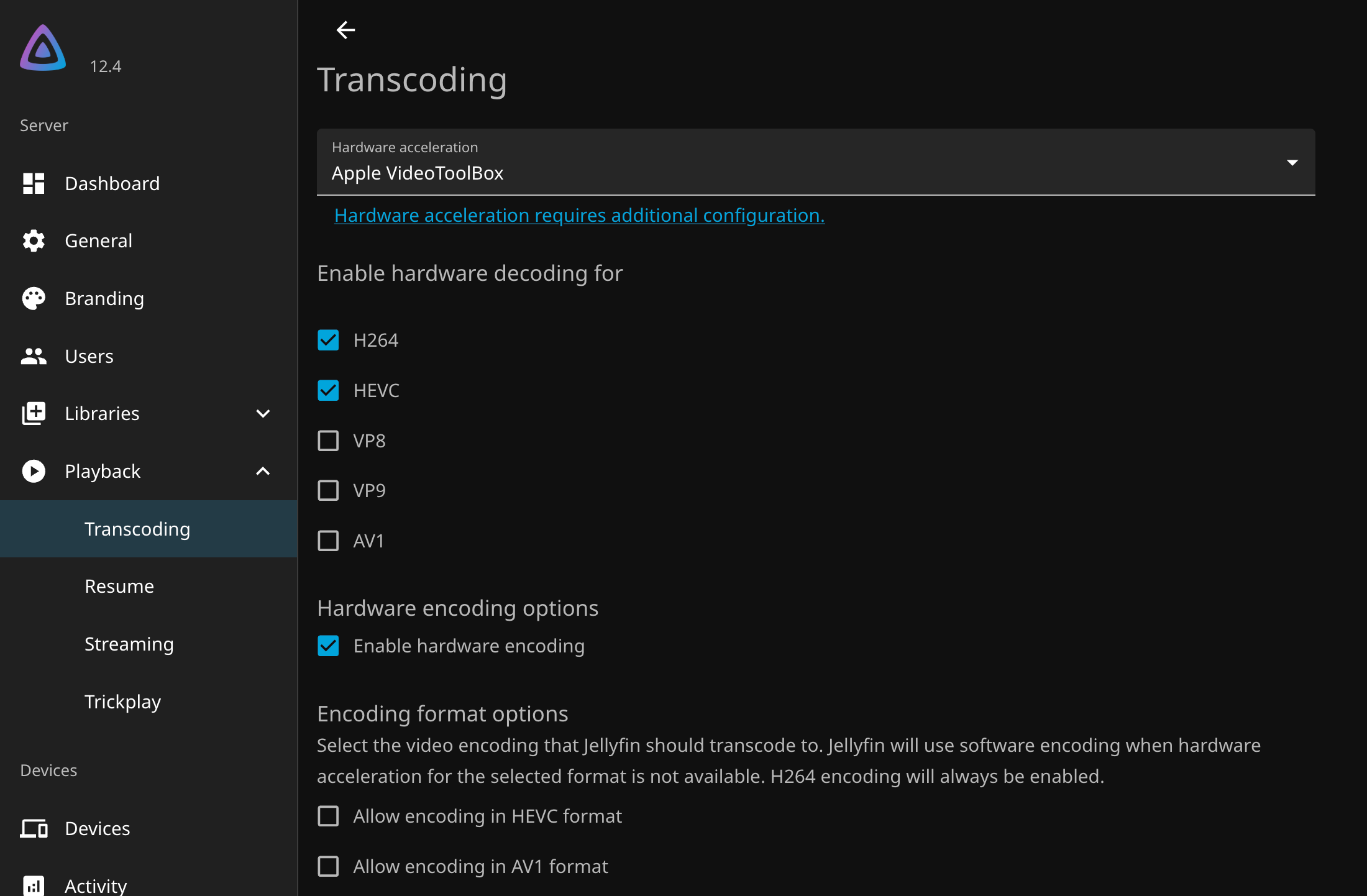 12.4
Server
Dashboard
General
Branding
Users
Libraries
Playback
Transcoding
Resume
Streaming
Trickplay
Devices
Devices
Activity
Transcoding
Hardware acceleration
Apple VideoToolBox
Hardware acceleration requires additional configuration.
Enable hardware decoding for
H264
HEVC
VP8
VP9
AV1
Hardware encoding options
Enable hardware encoding
Encoding format options
Select the video encoding that Jellyfin should transcode to. Jellyfin will use software encoding when hardware
acceleration for the selected format is not available. H264 encoding will always be enabled.
Allow encoding in HEVC format
Allow encoding in AV1 format